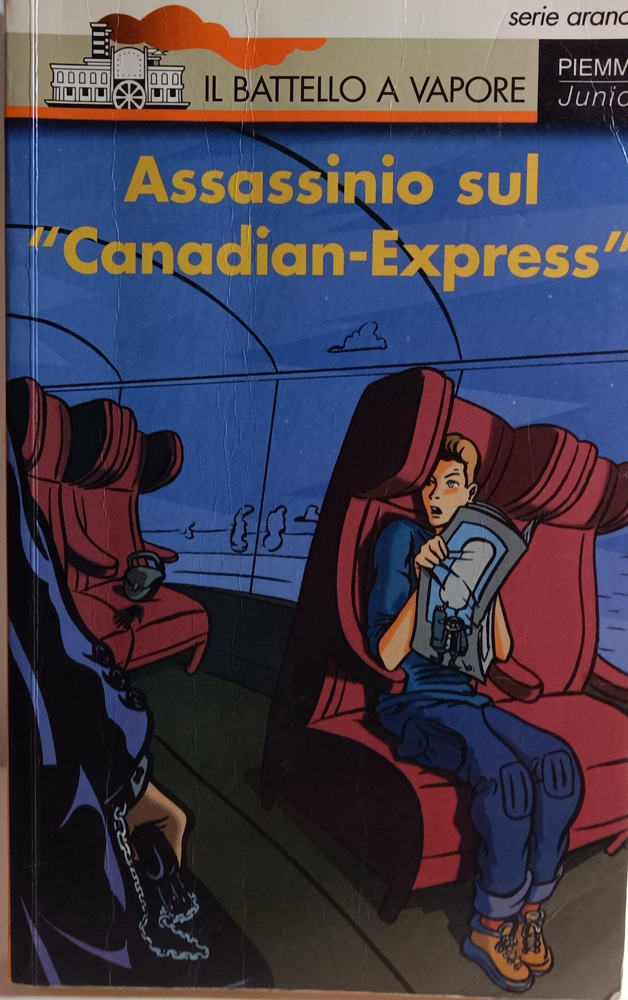 serie aranc
IL BATTELLO A VAPORE
PIEMM
Junio
Assassinio sul
"Canadian-Express"